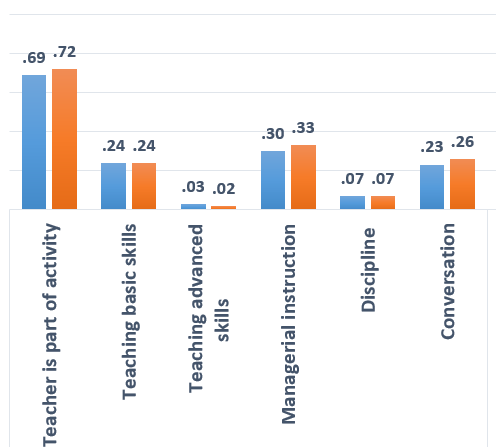 .69 .72
.24 .24
.03 .02
.30 .33
.07 .07
.23 .26
Teacher is part of activity
Teaching basic skills
Teaching advanced
skills
Managerial instruction
Discipline
Conversation